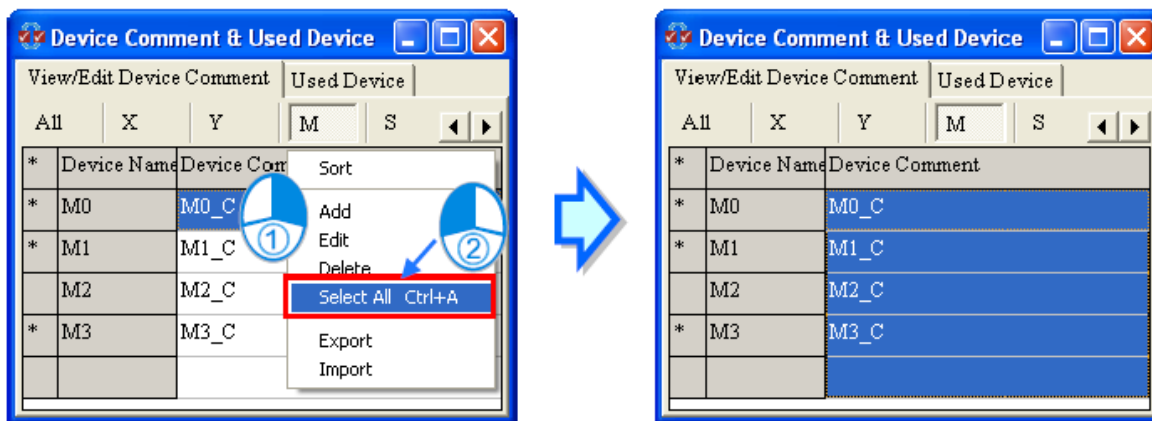 Device Comment & Used Device
View/Edit Device Comment Used Device
All X Y M S
* Device Name Device Com
* M0 M0_C
* M1 M1_C
M2 M2_C
* M3 M3_C
Sort
Add
Edit
Delete
Select All Ctrl+A
Export
Import
1
2
Device Comment & Used Device
View/Edit Device Comment Used Device
All X Y M S
* Device Name Device Comment
* M0 M0_C
* M1 M1_C
M2 M2_C
* M3 M3_C